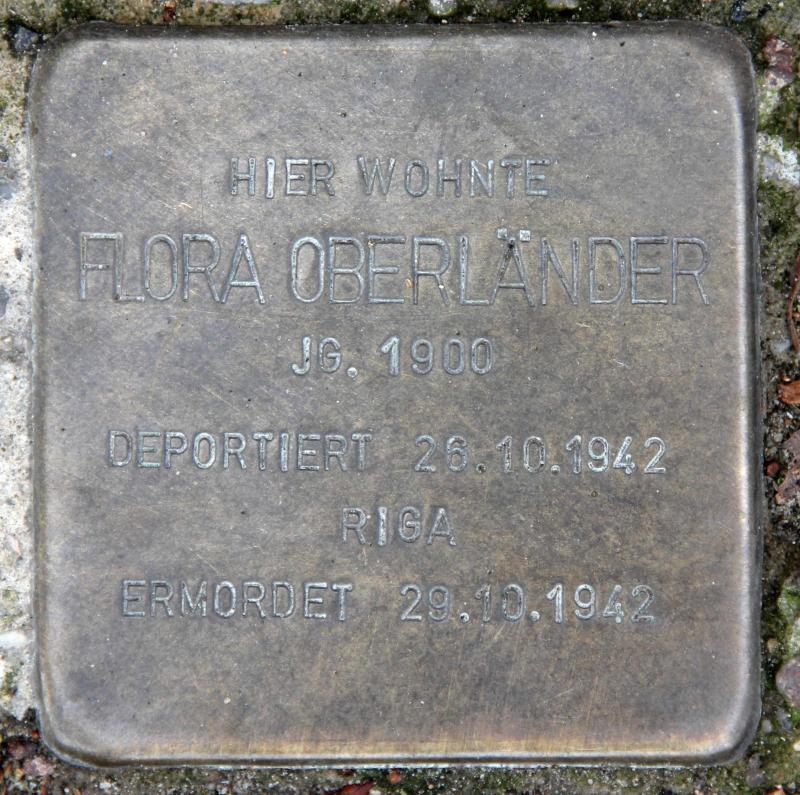 HIER WOHNTE
FLORA OBERLÄNDER
JG. 1900
DEPORTIERT 26.10.1942
RIGA
ERMORDET 29.10.1942